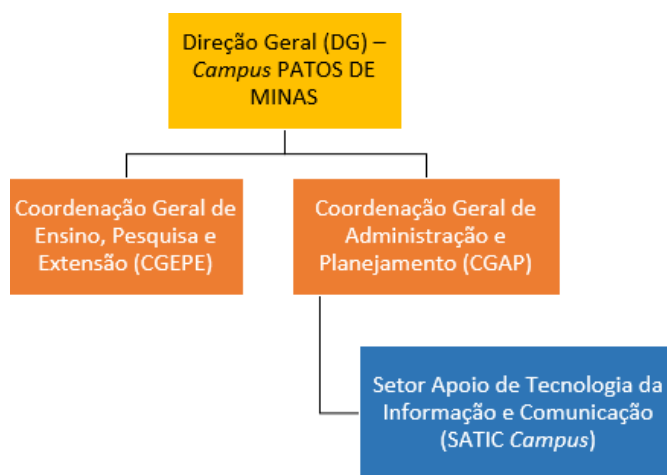 Direção Geral (DG) –
Campus PATOS DE
MINAS
Coordenação Geral de
Ensino, Pesquisa e
Extensão (CGEPE)
Coordenação Geral de
Administração e
Planejamento (CGAP)
Setor Apoio de Tecnologia da
Informação e Comunicação
(SATIC Campus)